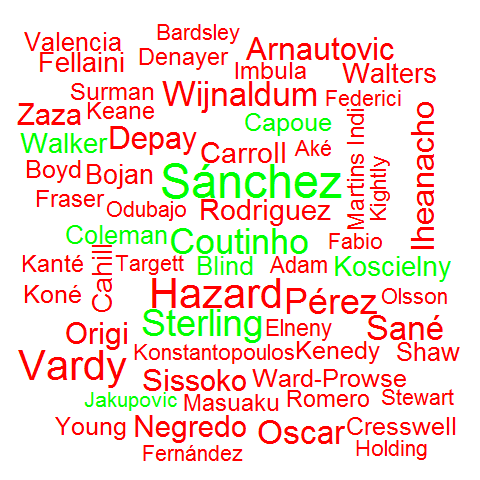 Valencia
Bardsley
Fellaini
Denayer
Arnautovic
Imbula
Walters
Surman
Wijnaldum
Federici
Zaza
Keane
Capoue
Walker
Depay
Carroll
Aké
Martins Indi
Iheanacho
Boyd
Bojan
Sánchez
Kightly
Fraser
Odubajo
Rodriguez
Coleman
Coutinho
Fabio
Kanté
Cahill
Targett
Blind
Adam
Koscielny
Koné
Hazard
Pérez
Olsson
Origi
Sterling
Elneny
Sané
Vardy
Konstantopoulos
Kenedy
Shaw
Sissoko
Ward-Prowse
Jakupovic
Masuaku
Romero
Stewart
Young
Negredo
Oscar
Cresswell
Fernández
Holding